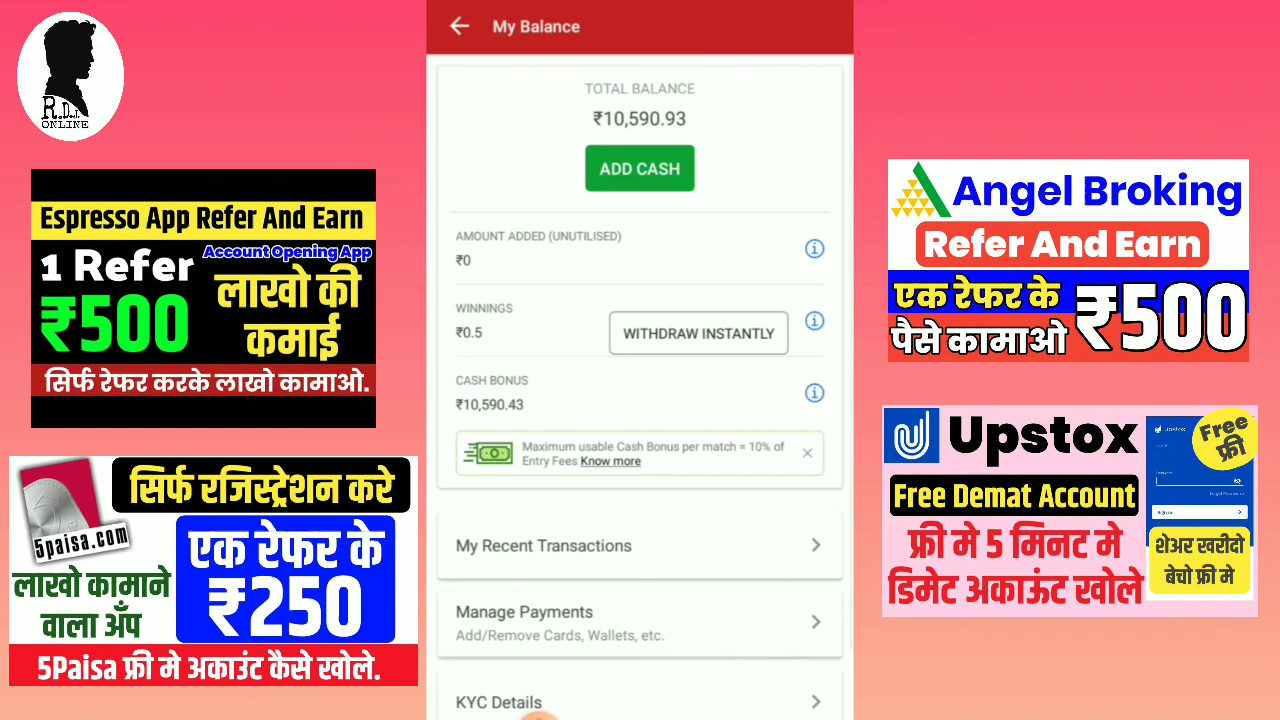 R.D.J.
ONLINE
Espresso App Refer And Earn
1 Refer
Account Opening App
₹500
लाखो की
कमाई
सिर्फ रेफर करके लाखो कामाओ.
सिर्फ रजिस्ट्रेशन करे
5paisa.com
एक रेफर के
₹250
लाखो कामाने
वाला अँप
5Paisa फ्री मे अकाउंट कैसे खोले.
My Balance
TOTAL BALANCE
₹10,590.93
ADD CASH
AMOUNT ADDED (UNUTILISED)
₹0
WINNINGS
₹0.5
WITHDRAW INSTANTLY
CASH BONUS
₹10,590.43
Maximum usable Cash Bonus per match = 10% of
Entry Fees Know more
My Recent Transactions
Manage Payments
Add/Remove Cards, Wallets, etc.
KYC Details
Angel Broking
Refer And Earn
एक रेफर के
पैसे कामाओ
₹500
Upstox
Free Demat Account
फ्री मे 5 मिनट मे
डिमेट अकाऊंट खोले
upstox
Free
फ्री
Sign in
शेअर खरीदो
बेचो फ्री मे